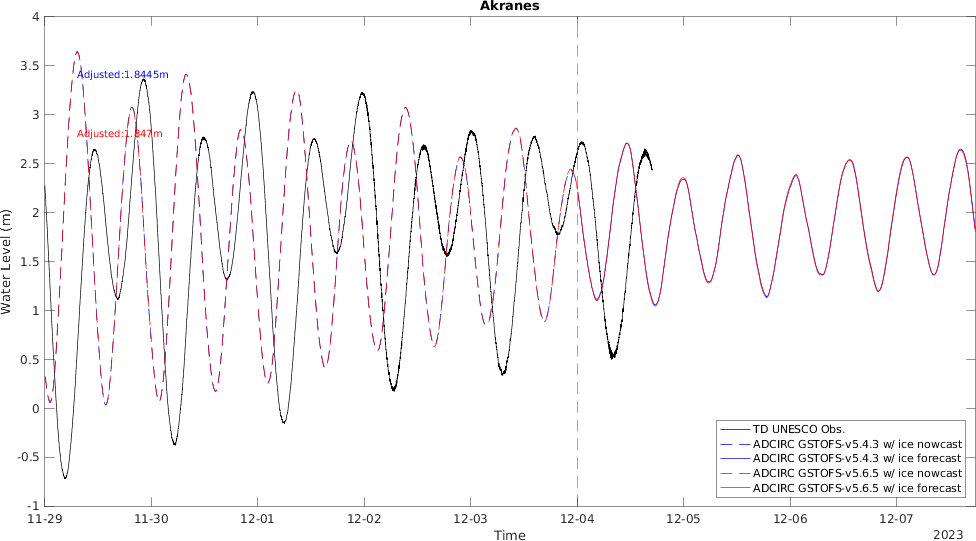 Akranes
4
3.5
3
2.5
2
1.5
1
0.5
0
-0.5
-1
Water Level (m)
Adjusted:1.8445m
Adjusted:1.847m
TD UNESCO Obs.
ADCIRC GSTOFS-v5.4.3 w/ ice nowcast
ADCIRC GSTOFS-v5.4.3 w/ ice forecast
ADCIRC GSTOFS-v5.6.5 w/ ice nowcast
ADCIRC GSTOFS-v5.6.5 w/ ice forecast
11-29 11-30 12-01 12-02 12-03 12-04 12-05 12-06 12-07
Time
2023